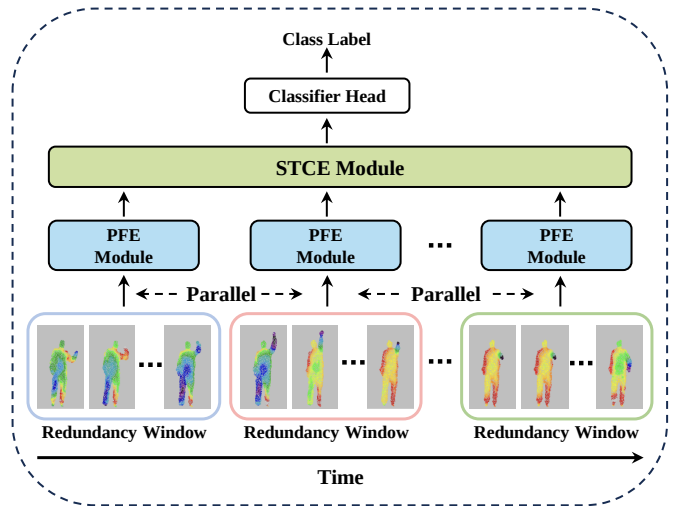 Class Label
Classifier Head
STCE Module
PFE
Module
PFE
Module
...
PFE
Module
Parallel
Parallel
...
...
...
...
Redundancy Window
Redundancy Window
Redundancy Window
Time